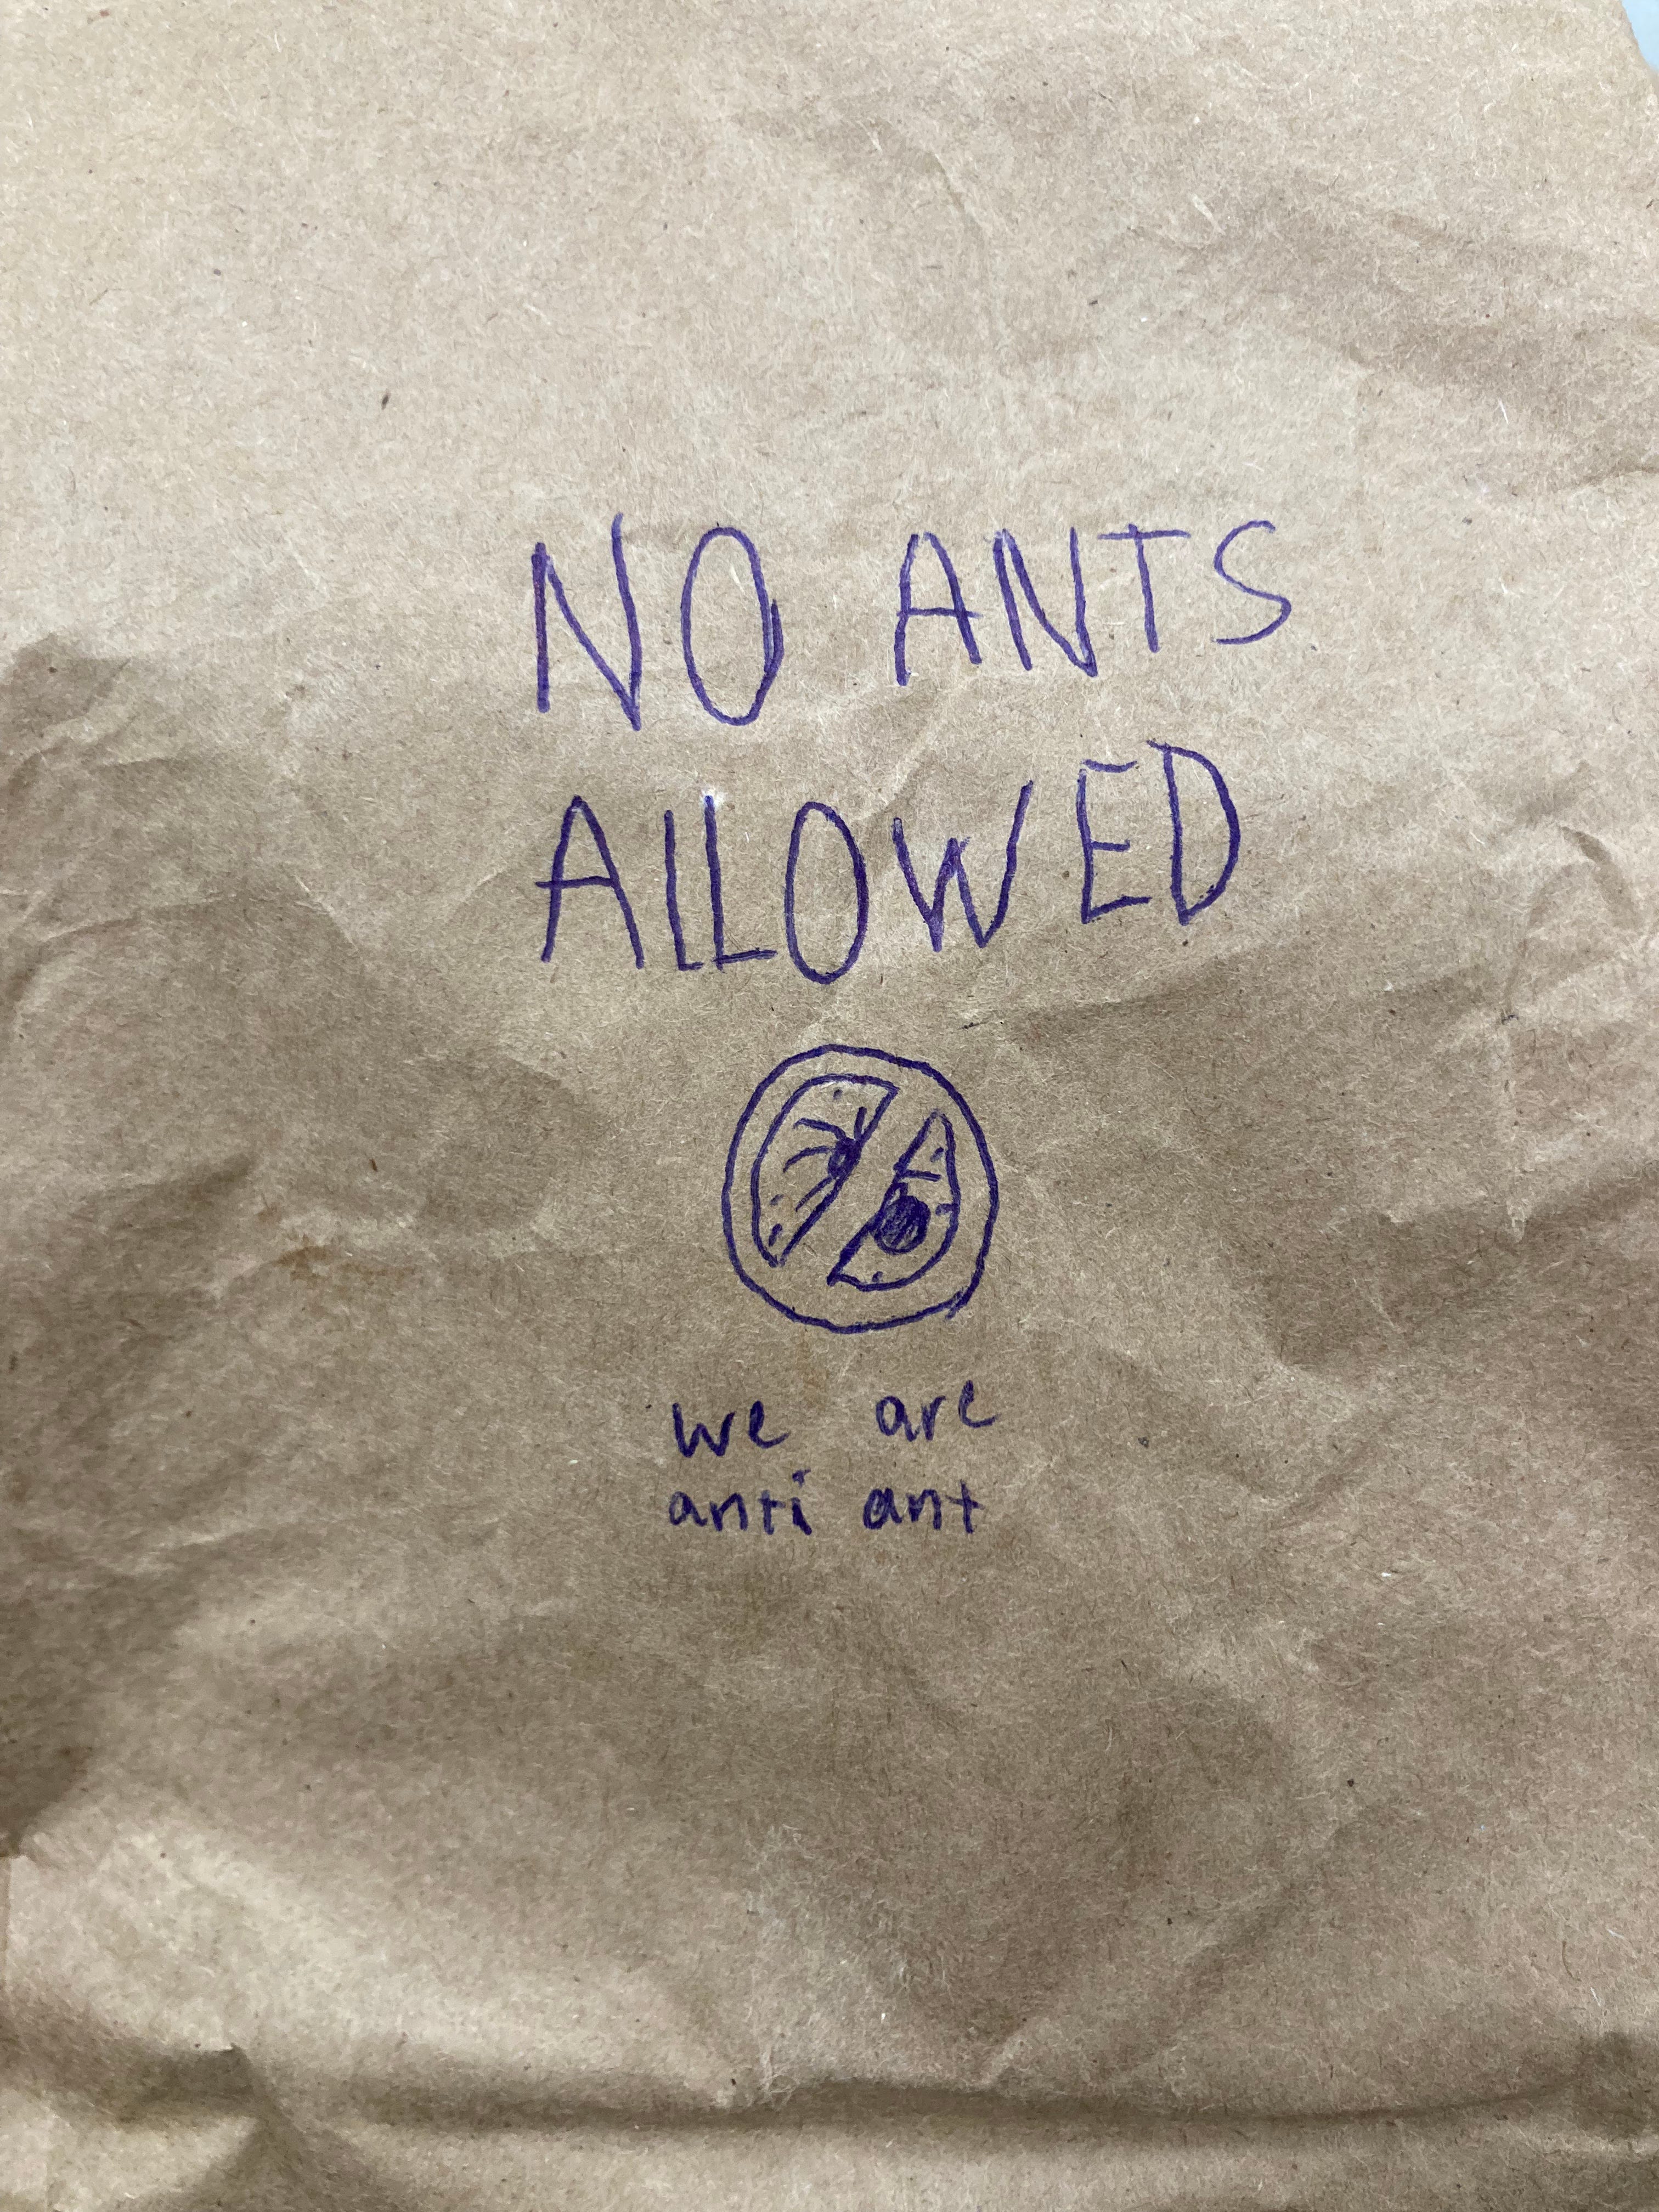 NO ANTS
ALLOWED
we are
anti ant